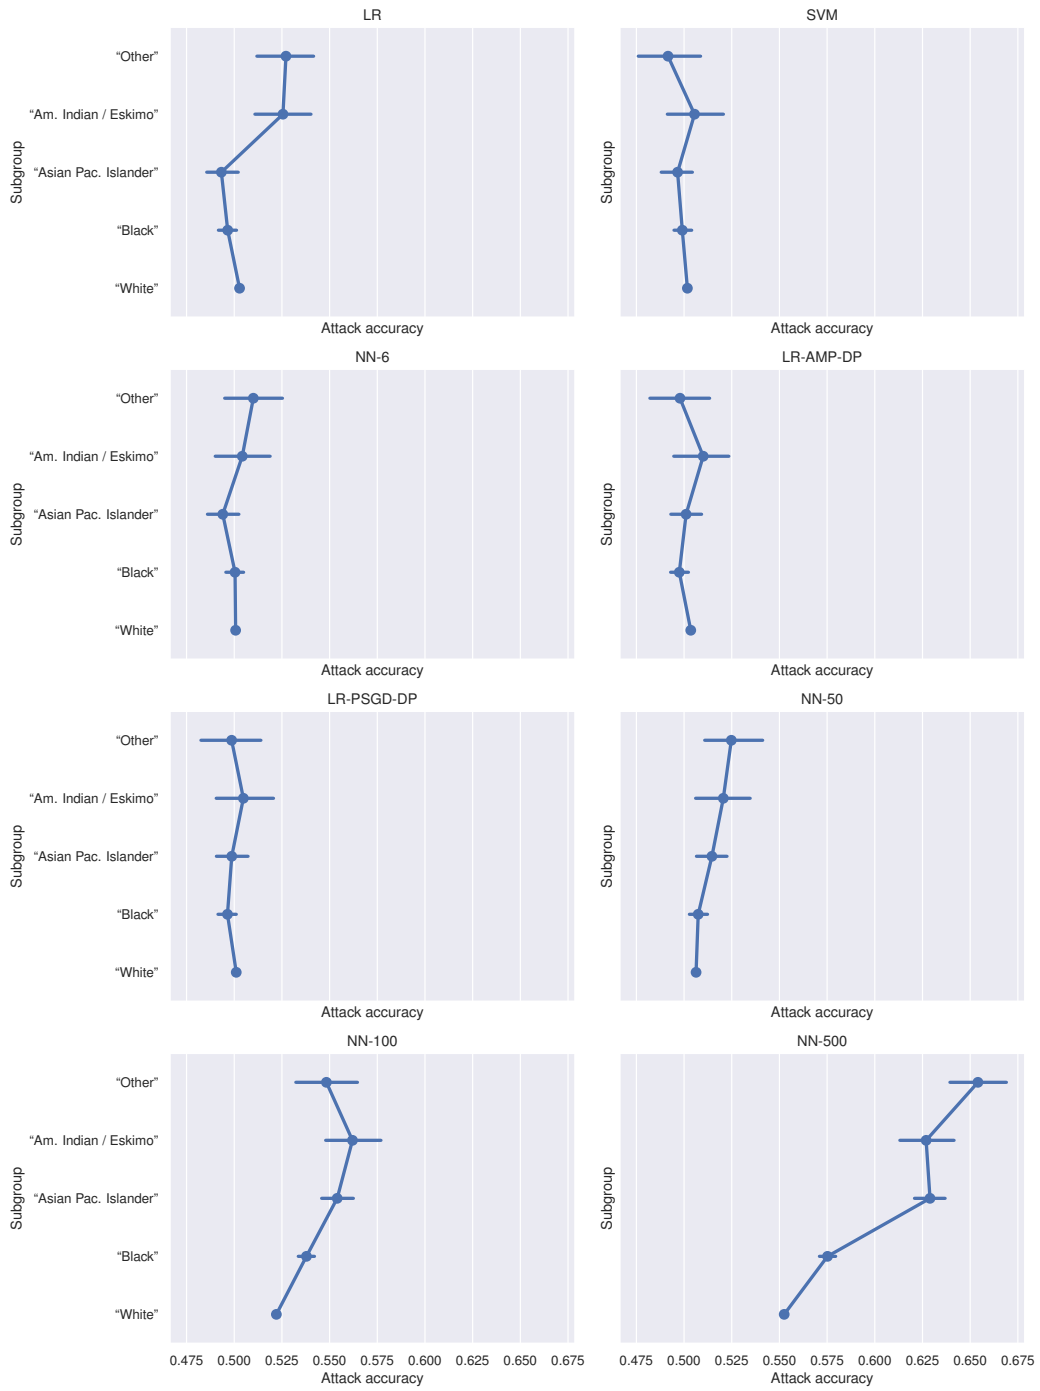 LR
SVM
Subgroup
“Other”
“Am. Indian / Eskimo”
“Asian Pac. Islander”
“Black”
“White”
Attack accuracy
Subgroup
Attack accuracy
NN-6
LR-AMP-DP
Subgroup
“Other”
“Am. Indian / Eskimo”
“Asian Pac. Islander”
“Black”
“White”
Attack accuracy
Subgroup
Attack accuracy
LR-PSGD-DP
NN-50
Subgroup
“Other”
“Am. Indian / Eskimo”
“Asian Pac. Islander”
“Black”
“White”
Attack accuracy
Subgroup
Attack accuracy
NN-100
NN-500
Subgroup
“Other”
“Am. Indian / Eskimo”
“Asian Pac. Islander”
“Black”
“White”
0.475 0.500 0.525 0.550 0.575 0.600 0.625 0.650 0.675
Attack accuracy
Subgroup
0.475 0.500 0.525 0.550 0.575 0.600 0.625 0.650 0.675
Attack accuracy